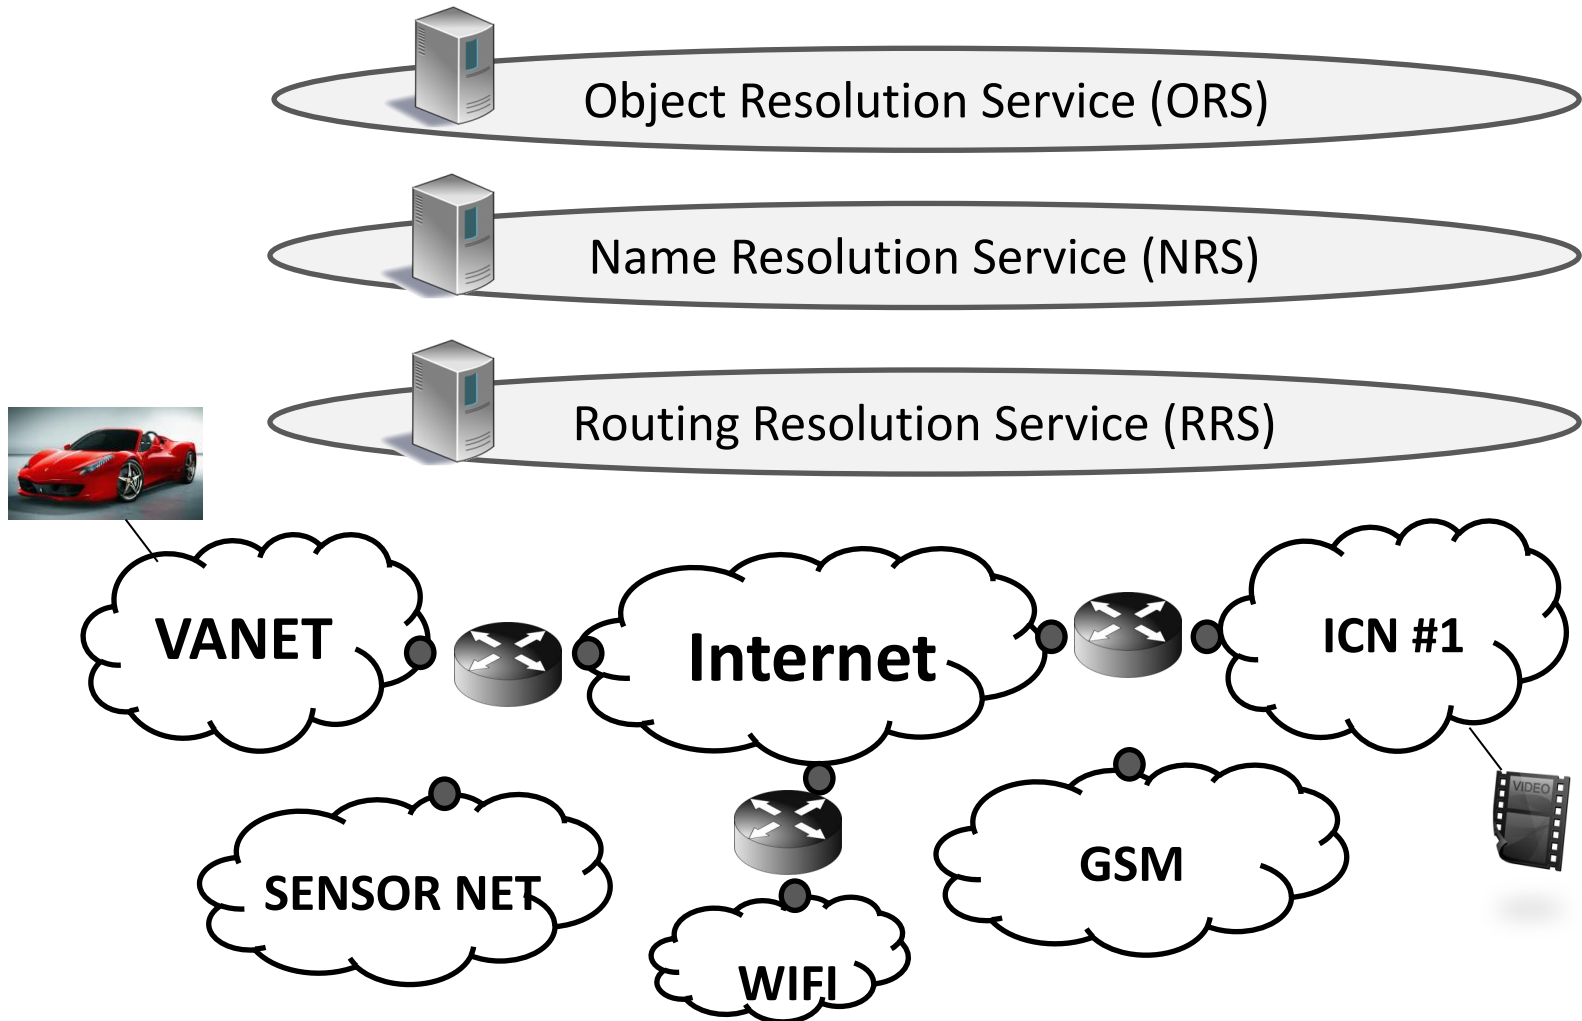 Object Resolution Service (ORS)
Name Resolution Service (NRS)
Routing Resolution Service (RRS)
VANET
Internet
ICN #1
VIDEO
SENSOR NET
GSM
WIFI